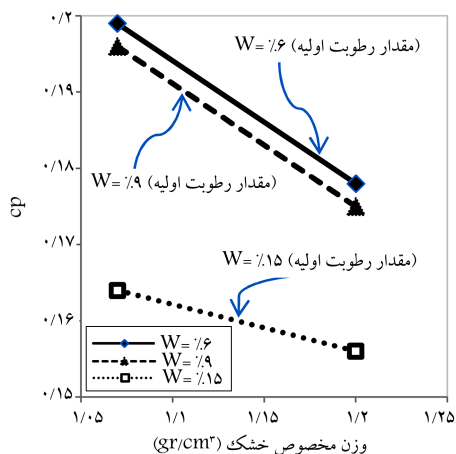 ۰/۲
W= ٪۶ (مقدار رطوبت اولیه)
۰/۱۹
۰/۱۸
W= ٪۹ (مقدار رطوبت اولیه)
cp
۰/۱۷
W= ٪۱۵ (مقدار رطوبت اولیه)
۰/۱۶
W= ٪۶
W= ٪۹
W= ٪۱۵
۰/۱۵
۱/۰۵ ۱/۱ ۱/۱۵ ۱/۲ ۱/۲۵
وزن مخصوص خشک (gr/cm³)